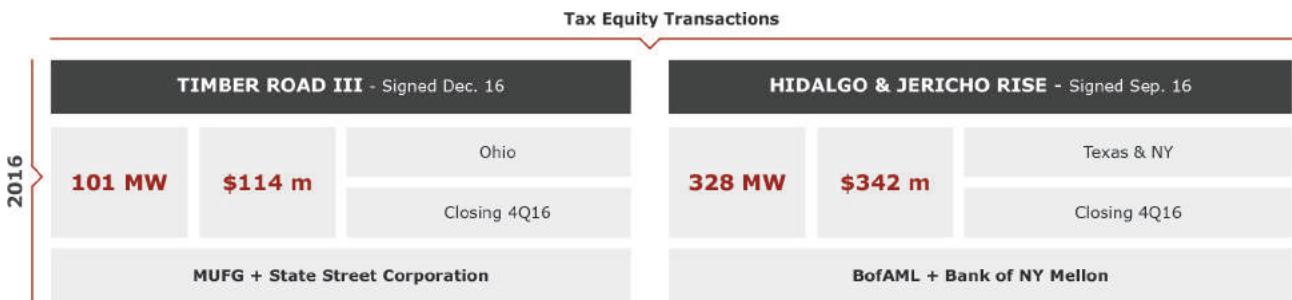 Tax Equity Transactions
2016
TIMBER ROAD III - Signed Dec. 16
101 MW
$114 m
Ohio
Closing 4Q16
MUFG + State Street Corporation
HIDALGO & JERICHO RISE - Signed Sep. 16
328 MW
$342 m
Texas & NY
Closing 4Q16
BofAML + Bank of NY Mellon